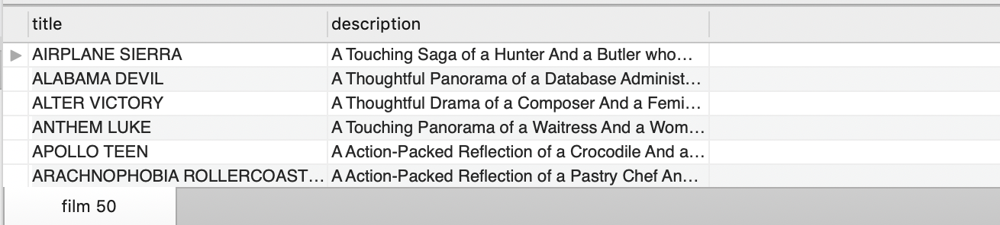 title description
AIRPLANE SIERRA A Touching Saga of a Hunter And a Butler who...
ALABAMA DEVIL A Thoughtful Panorama of a Database Administ...
ALTER VICTORY A Thoughtful Drama of a Composer And a Femi...
ANTHEM LUKE A Touching Panorama of a Waitress And a Wom...
APOLLO TEEN A Action-Packed Reflection of a Crocodile And a...
ARACHNOPHOBIA ROLLERCOAST... A Action-Packed Reflection of a Pastry Chef An...
film 50